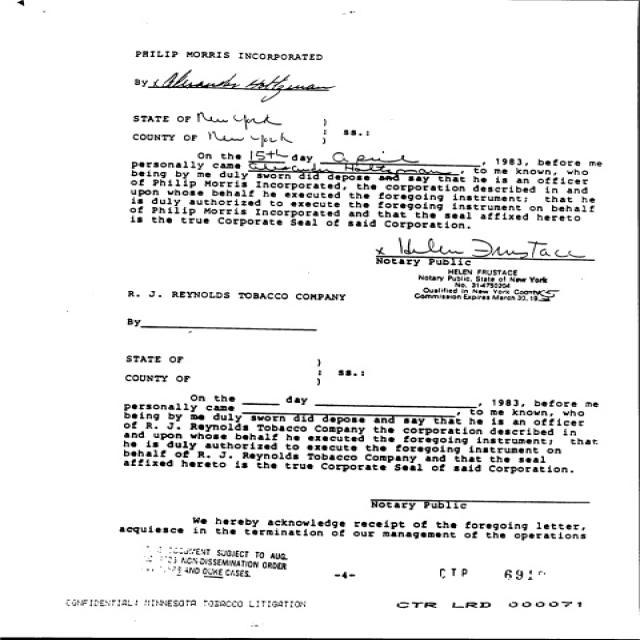 PHILIP MORRIS INCORPORATED
By x Alexander Holtzman
STATE OF New York )
: ss.:
COUNTY OF New York )
On the 15th day April, 1983, before me
personally came Alexander Holtzman, to me known, who
being by me duly sworn did depose and say that he is an officer
of Philip Morris Incorporated, the corporation described in and
upon whose behalf he executed the foregoing instrument; that he
is duly authorized to execute the foregoing instrument on behalf
of Philip Morris Incorporated and that the seal affixed hereto
is the true Corporate Seal of said Corporation.
x Helen Frustace
Notary Public
HELEN FRUSTACE
Notary Public, State of New York
No. 31-4750204
Qualified in New York County
Commission Expires March 30, 19
R. J. REYNOLDS TOBACCO COMPANY
By
STATE OF )
: ss.:
COUNTY OF )
On the day , 1983, before me
personally came , to me known, who
being by me duly sworn did depose and say that he is an officer
of R. J. Reynolds Tobacco Company the corporation described in
and upon whose behalf he executed the foregoing instrument; that
he is duly authorized to execute the foregoing instrument on
behalf of R. J. Reynolds Tobacco Company and that the seal
affixed hereto is the true Corporate Seal of said Corporation.
Notary Public
We hereby acknowledge receipt of the foregoing letter,
acquiesce in the termination of our management of the operations
DOCUMENT SUBJECT TO AUG.
NON-DISSEMINATION ORDER
AND DUKE CASES.
-4-
CTR 691
CONFIDENTIAL: MINNESOTA TOBACCO LITIGATION
CTR LRD 000071